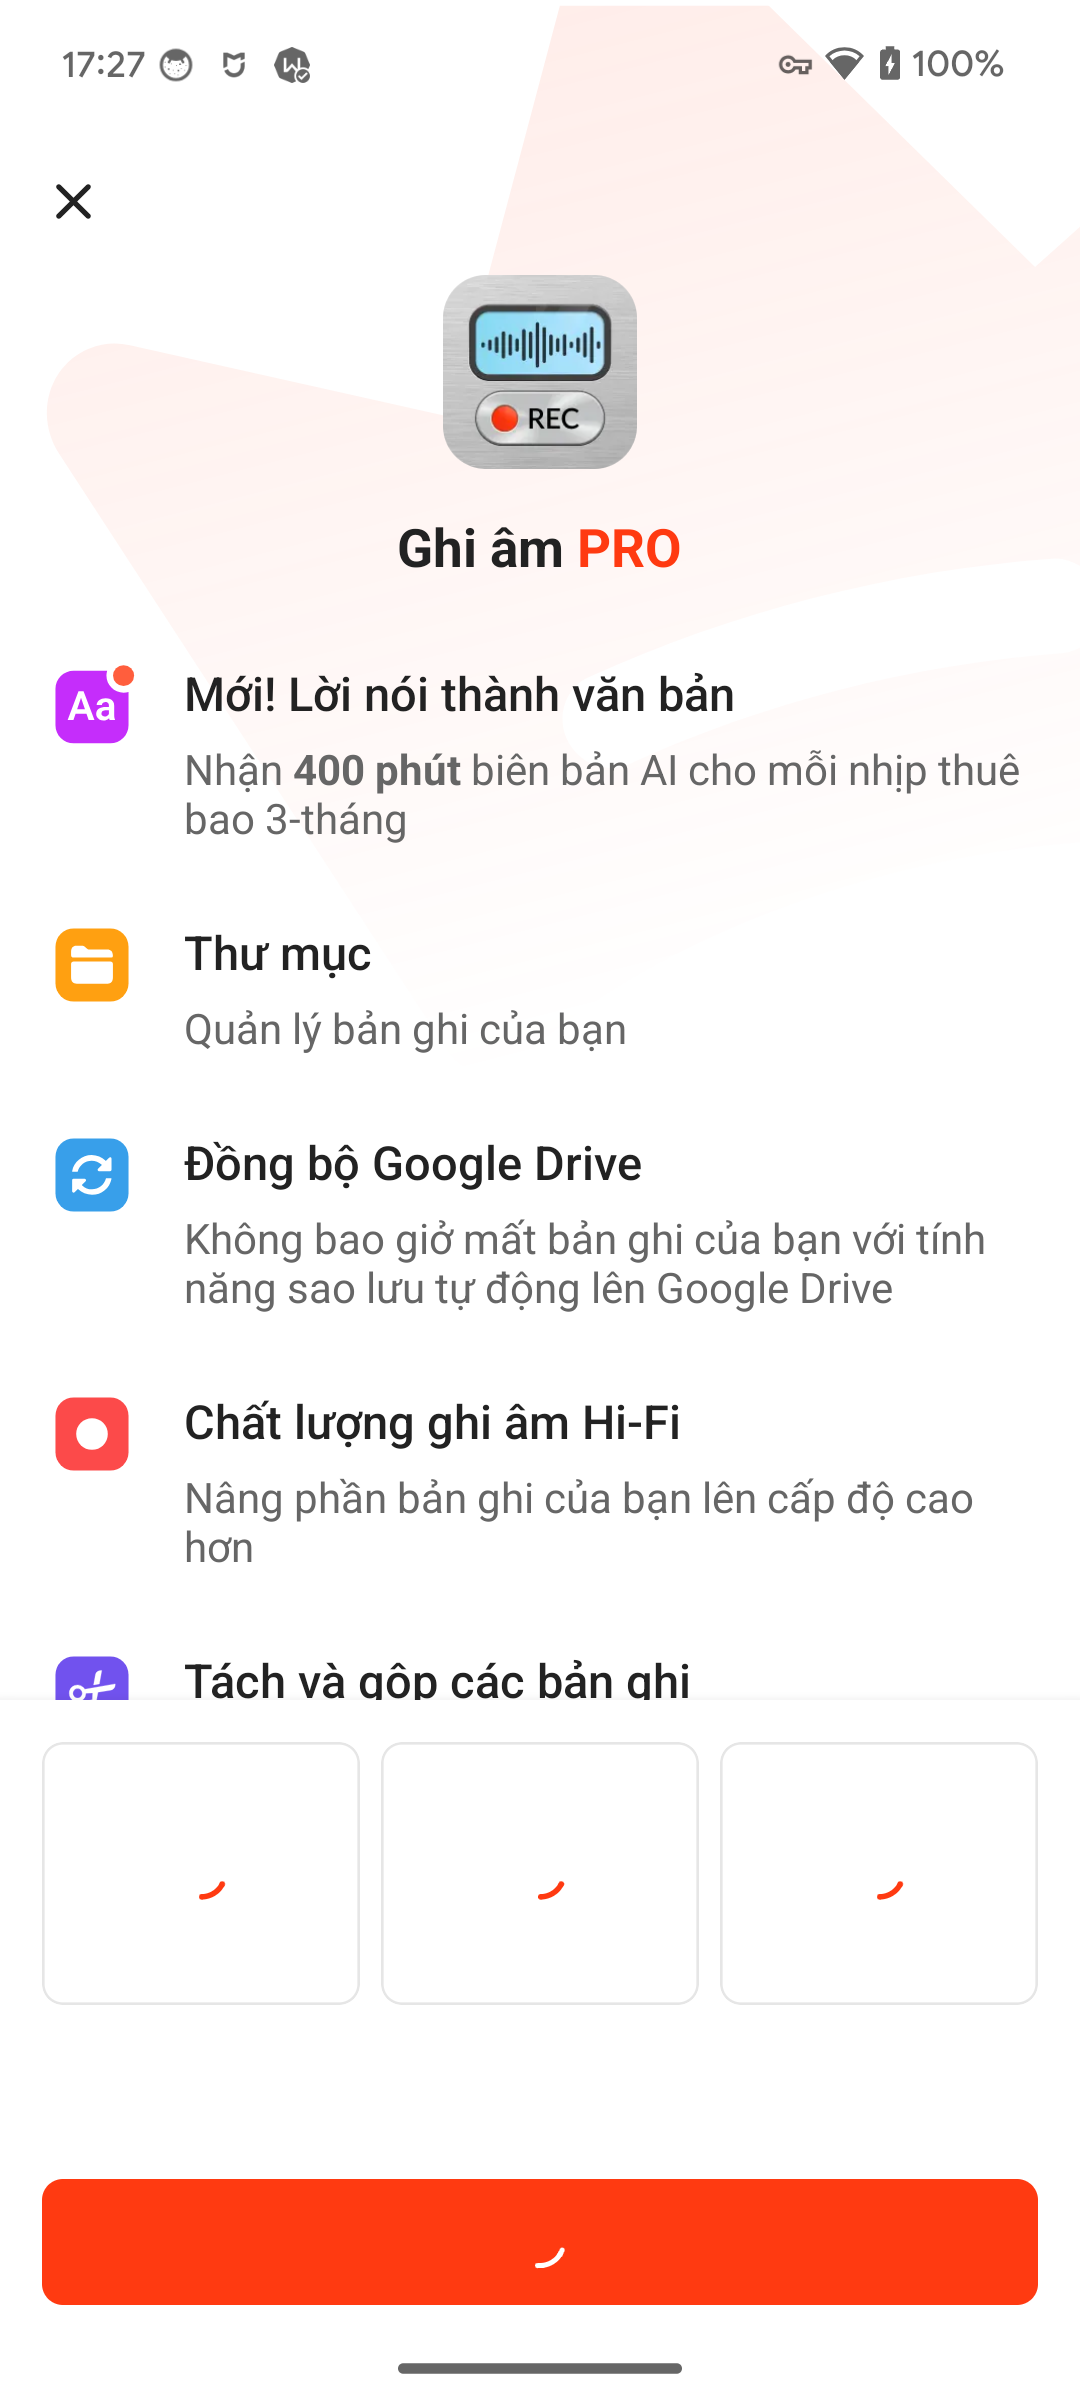 17:27
100%
REC
Ghi âm PRO
Aa
Mới! Lời nói thành văn bản
Nhận 400 phút biên bản AI cho mỗi nhịp thuê
bao 3-tháng
Thư mục
Quản lý bản ghi của bạn
Đồng bộ Google Drive
Không bao giờ mất bản ghi của bạn với tính
năng sao lưu tự động lên Google Drive
Chất lượng ghi âm Hi-Fi
Nâng phần bản ghi của bạn lên cấp độ cao
hơn
Tách và gộp các bản ghi